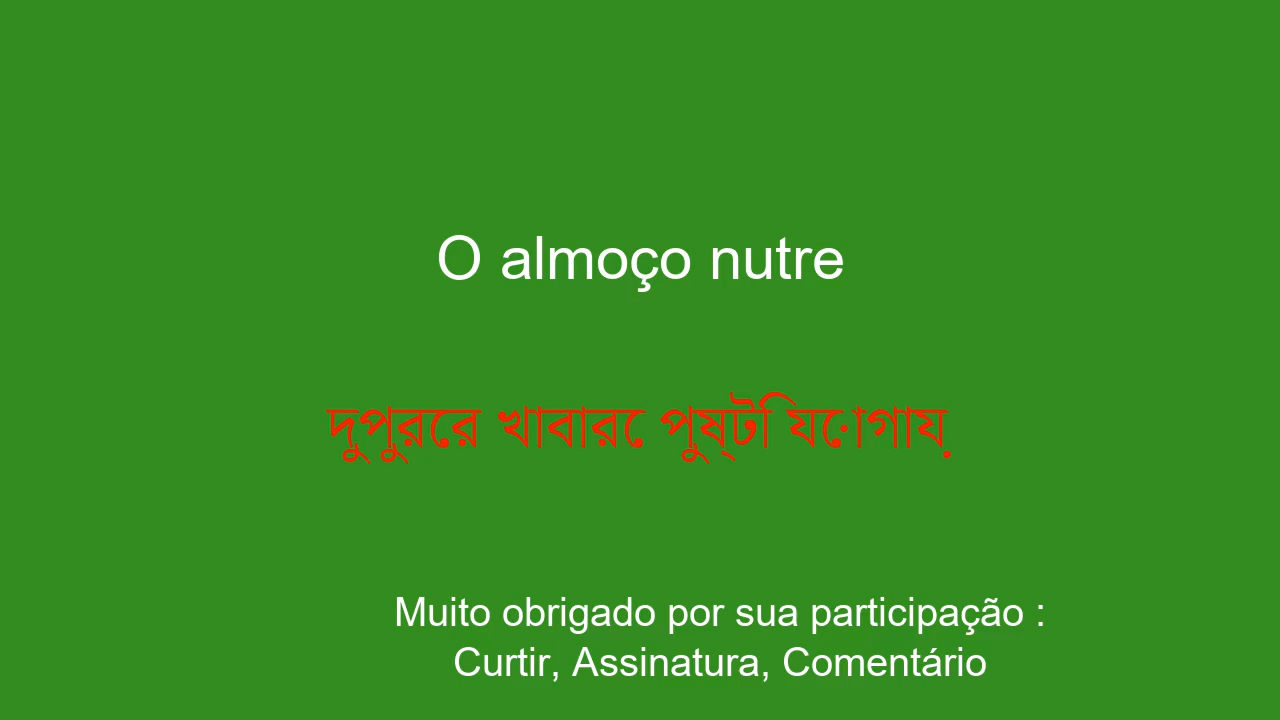 O almoço nutre
দুপুরের খাবারে পুষ্টি যোগায়
Muito obrigado por sua participação :
Curtir, Assinatura, Comentário